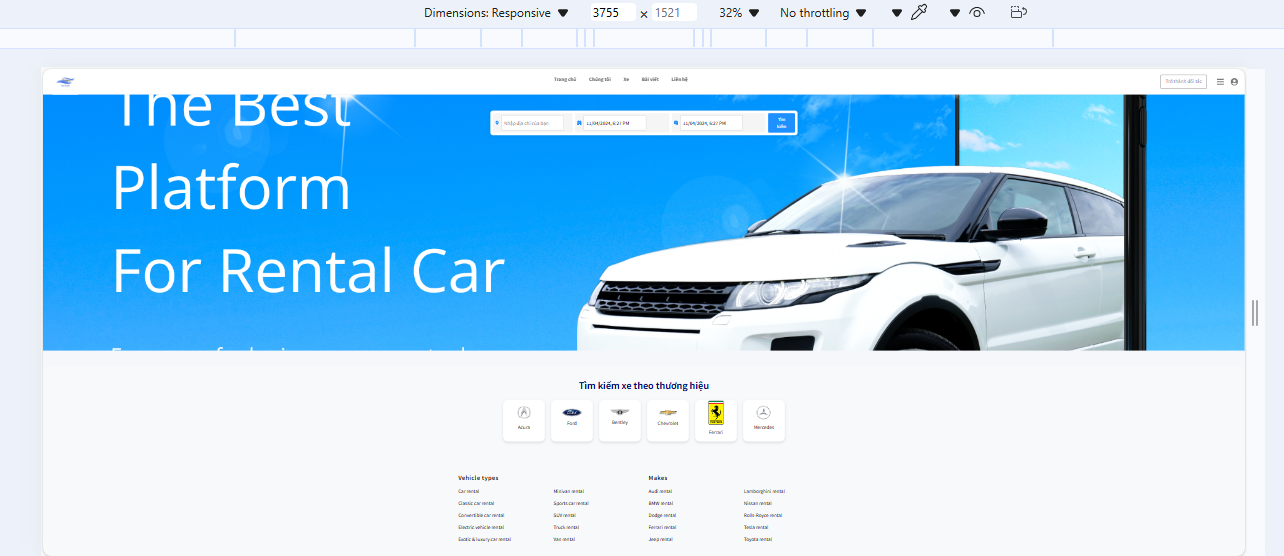 Dimensions: Responsive 3755 × 1521 32% No throttling
Trang chủ Chúng tôi Xe Bài viết Liên hệ Trở thành đối tác
The Best
Platform
For Rental Car
Nhập địa chỉ của bạn 11/04/2024, 6:27 PM 11/04/2024, 6:27 PM Tìm kiếm
Tìm kiếm xe theo thương hiệu
Acura Ford Bentley Chevrolet Ferrari Mercedes
Vehicle types Makes
Car rental Minivan rental Audi rental Lamborghini rental
Classic car rental Sports car rental BMW rental Nissan rental
Convertible car rental SUV rental Dodge rental Rolls-Royce rental
Electric vehicle rental Truck rental Ferrari rental Tesla rental
Exotic & luxury car rental Van rental Jeep rental Toyota rental